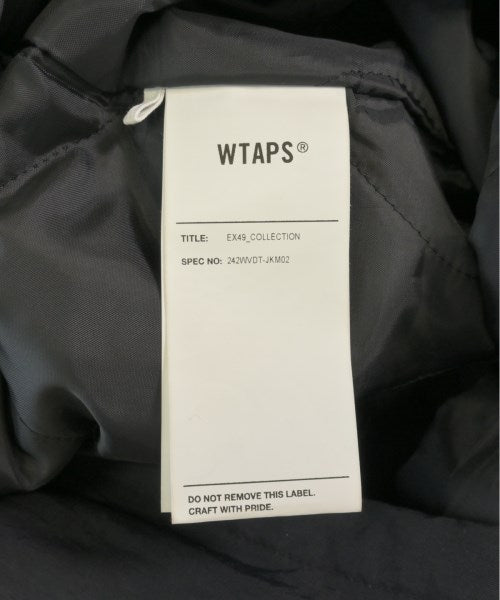 WTAPS®
TITLE: EX49_COLLECTION
SPEC NO: 242WVDT-JKM02
DO NOT REMOVE THIS LABEL.
CRAFT WITH PRIDE.